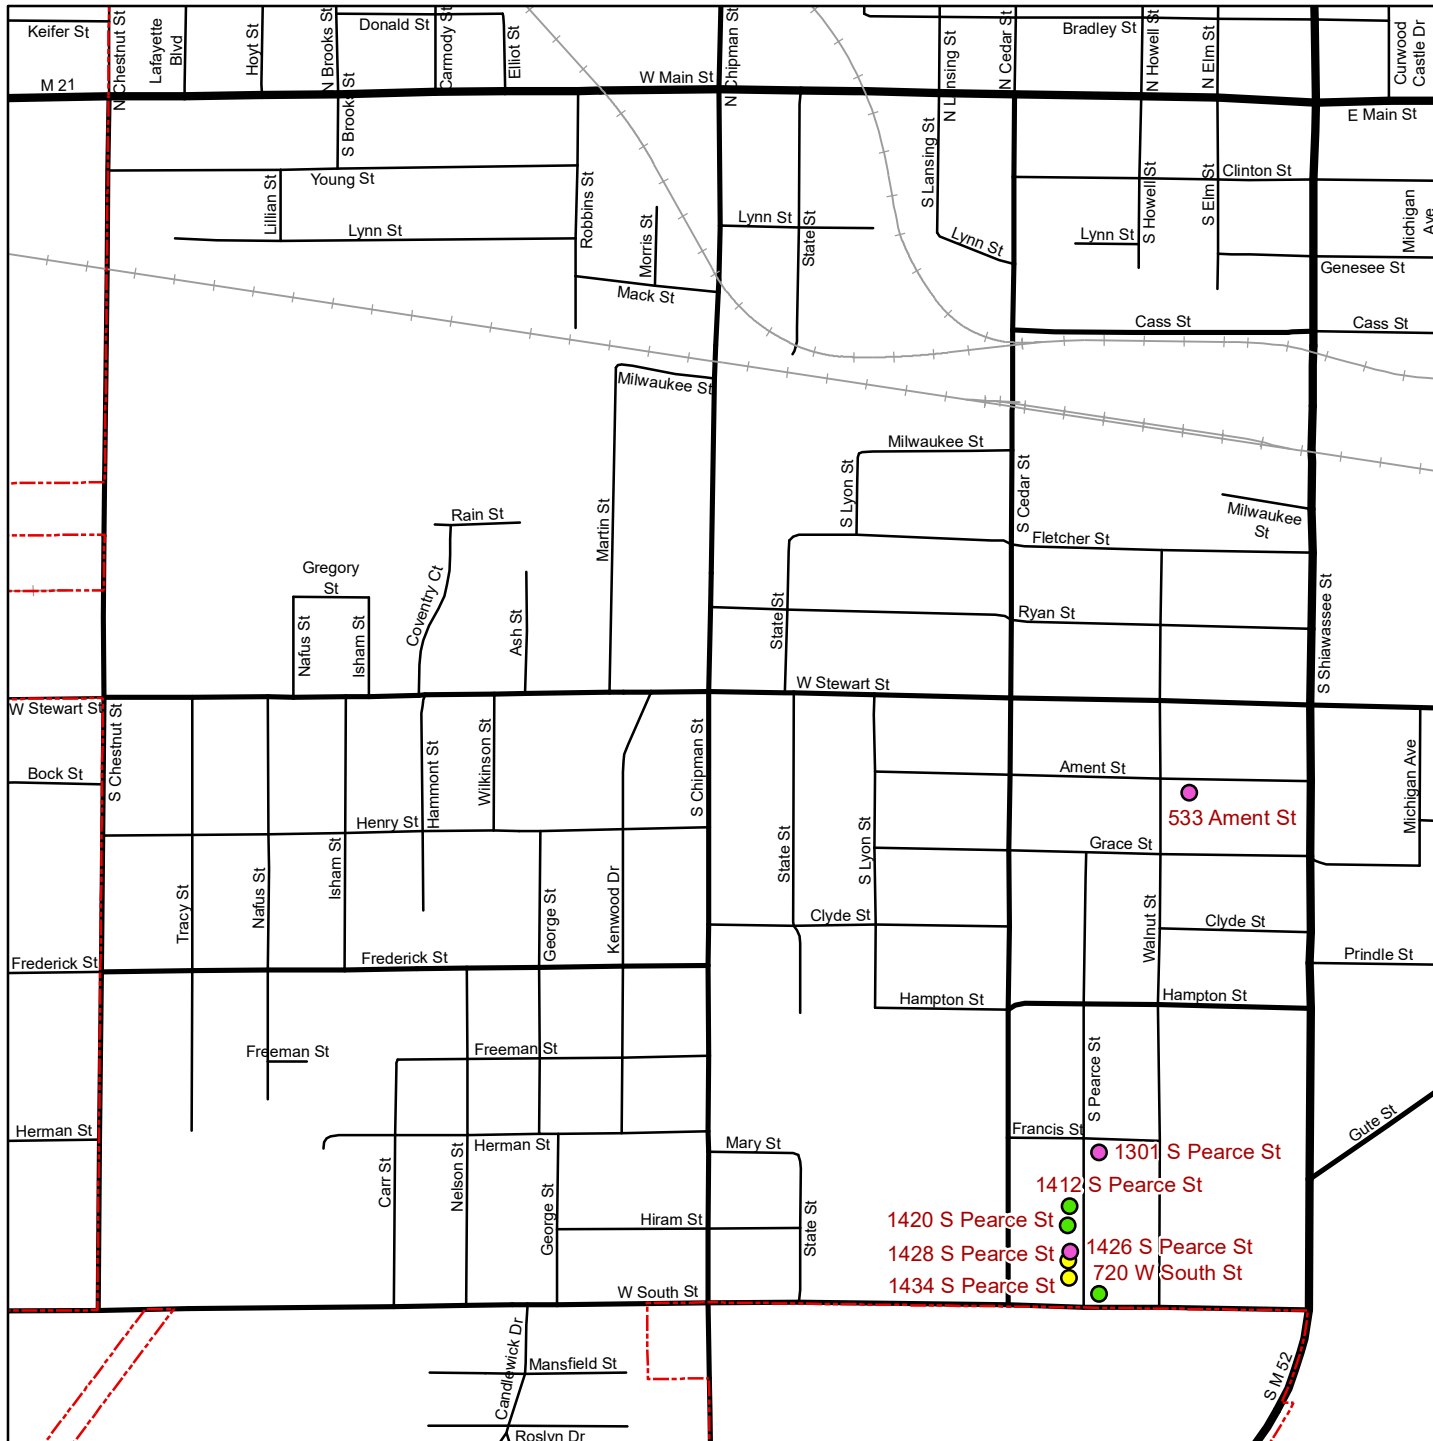 Keifer St
M 21
N Chestnut St
Lafayette
Blvd
Hoyt St
N Brooks St
Donald St
Carmody St
Elliot St
W Main St
N Chipman St
N Lansing St
N Cedar St
Bradley St
N Howell St
N Elm St
Curwood
Castle Dr
E Main St
S Brooks St
Young St
Lillian St
Lynn St
Robbins St
Morris St
Mack St
Lynn St
State St
S Lansing St
Lynn St
Lynn St
S Howell St
S Elm St
Clinton St
Michigan
Ave
Genesee St
Cass St
Cass St
Milwaukee St
Milwaukee St
S Lyon St
S Cedar St
Milwaukee
St
Fletcher St
Rain St
Martin St
Gregory
St
Nafus St
Isham St
Coventry Ct
Ash St
State St
Ryan St
S Shiawassee St
W Stewart St
W Stewart St
S Chestnut St
Bock St
Hammont St
Wilkinson St
S Chipman St
Ament St
533 Ament St
Michigan Ave
Henry St
State St
S Lyon St
Grace St
Tracy St
Nafus St
Isham St
George St
Kenwood Dr
Clyde St
Walnut St
Clyde St
Frederick St
Frederick St
Prindle St
Hampton St
Hampton St
Freeman St
Freeman St
S Pearce St
Herman St
Herman St
Mary St
Francis St
Gute St
1301 S Pearce St
Carr St
Nelson St
George St
1412 S Pearce St
Hiram St
State St
1420 S Pearce St
1426 S Pearce St
1428 S Pearce St
720 W South St
1434 S Pearce St
W South St
Candlewick Dr
Mansfield St
S M 52
Roslyn Dr